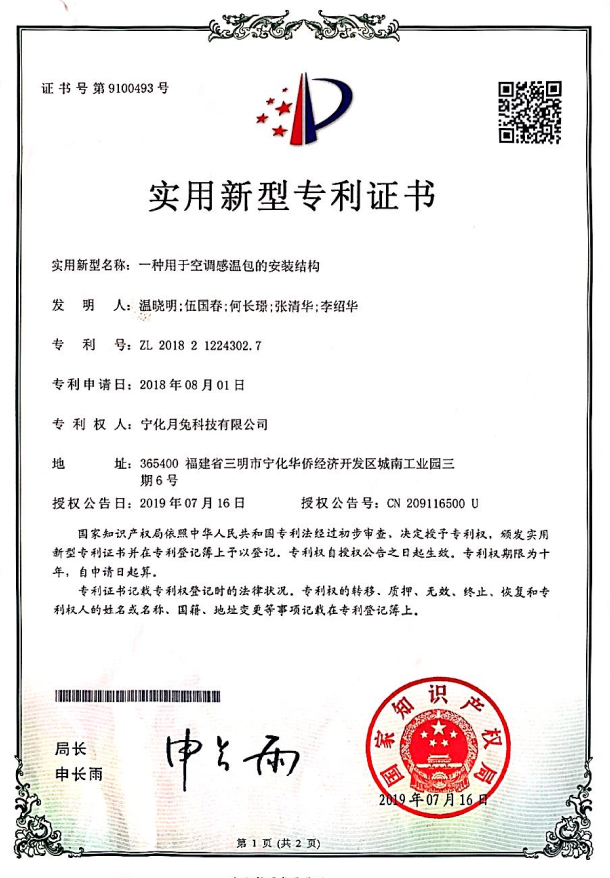 证书号第9100493号
实用新型专利证书
实用新型名称：一种用于空调感温包的安装结构
发明人：温晓明;伍国春;何长璟;张清华;李绍华
专利号：ZL 2018 2 1224302.7
专利申请日：2018年08月01日
专利权人：宁化月兔科技有限公司
地址：365400 福建省三明市宁化华侨经济开发区城南工业园三
期6号
授权公告日：2019年07月16日 授权公告号：CN 209116500 U
国家知识产权局依照中华人民共和国专利法经过初步审查，决定授予专利权，颁发实用
新型专利证书并在专利登记簿上予以登记。专利权自授权公告之日起生效。专利权期限为十
年，自申请日起算。
专利证书记载专利权登记时的法律状况。专利权的转移、质押、无效、终止、恢复和专
利权人的姓名或名称、国籍、地址变更等事项记载在专利登记簿上。
局长
申长雨
申长雨
国家知识产权局
2019年07月16日
第1页(共2页)